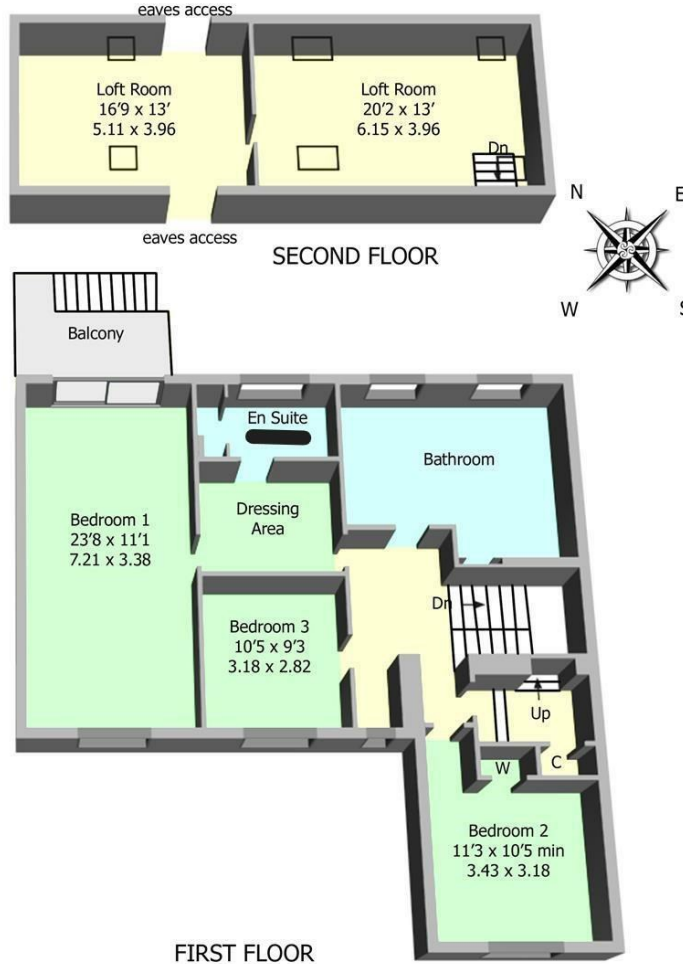 eaves access
Loft Room
16'9 x 13'
5.11 x 3.96
Loft Room
20'2 x 13'
6.15 x 3.96
Dn
eaves access
SECOND FLOOR
N
E
W
S
Balcony
En Suite
Bathroom
Dressing
Area
Bedroom 1
23'8 x 11'1
7.21 x 3.38
Bedroom 3
10'5 x 9'3
3.18 x 2.82
Dn
Up
W
C
Bedroom 2
11'3 x 10'5 min
3.43 x 3.18
FIRST FLOOR